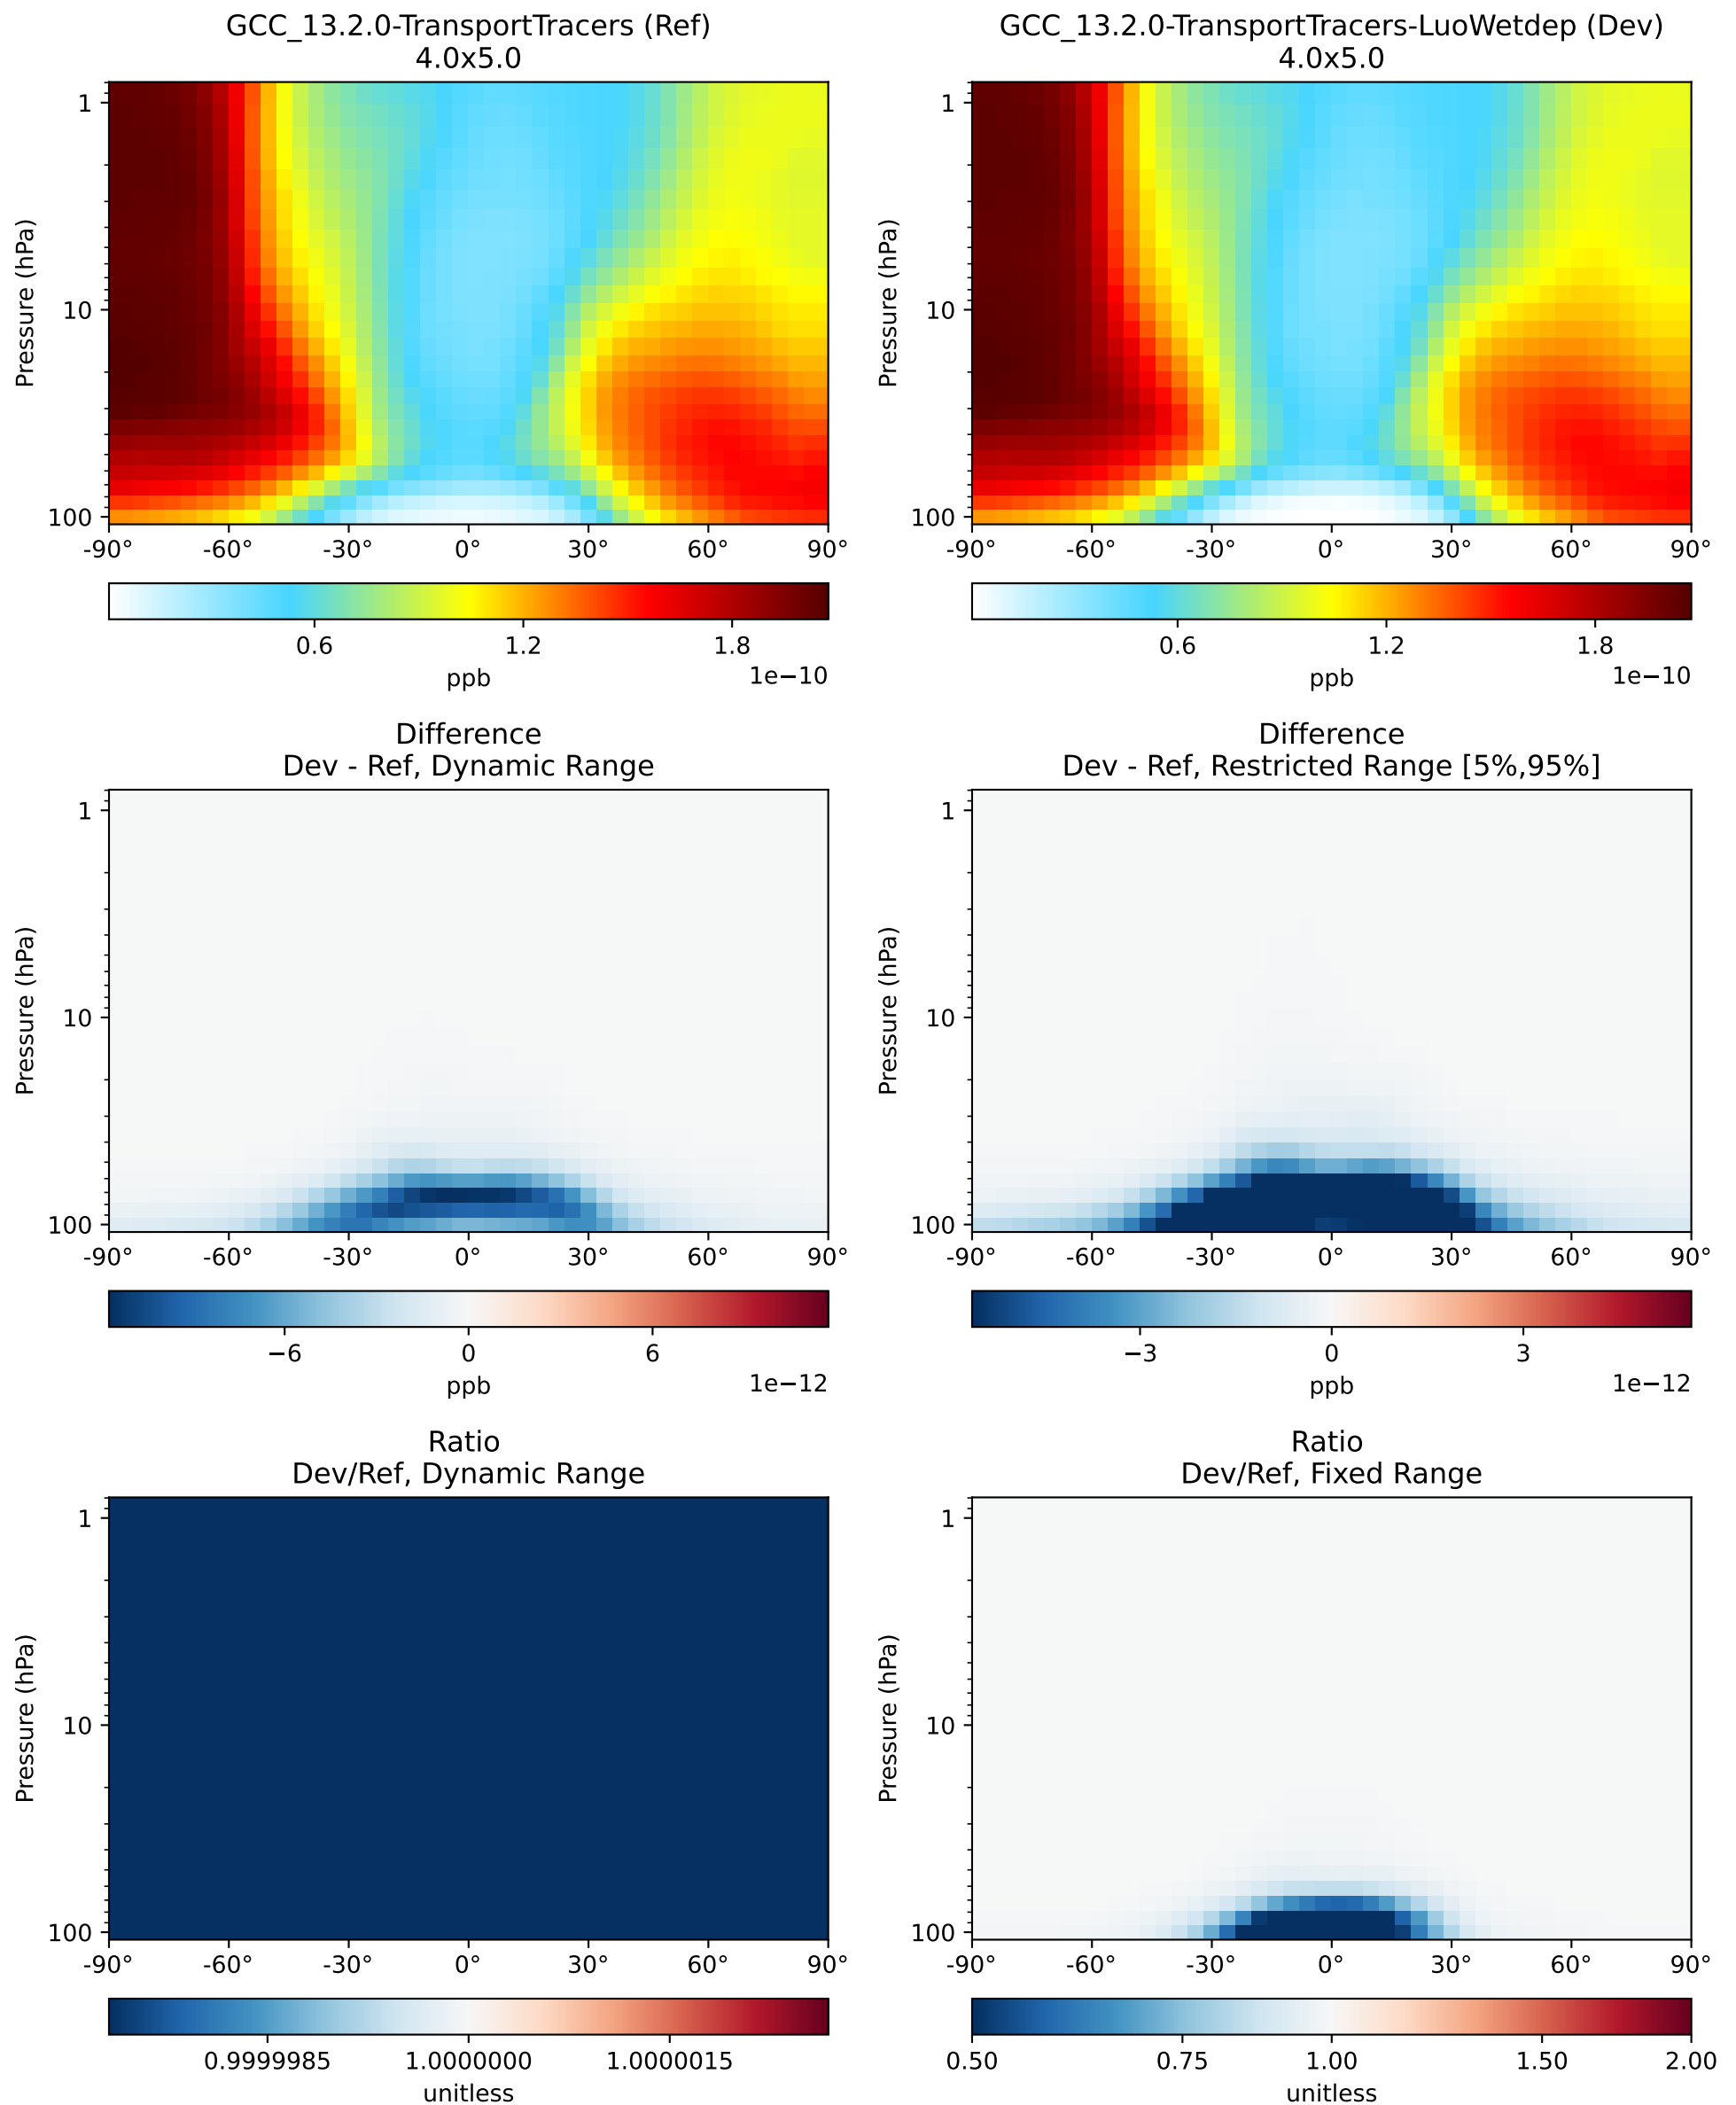 GCC_13.2.0-TransportTracers (Ref)
4.0x5.0
Pressure (hPa)
1
10
100
-90° -60° -30° 0° 30° 60° 90°
0.6 1.2 1.8
1e−10
ppb
GCC_13.2.0-TransportTracers-LuoWetdep (Dev)
4.0x5.0
Pressure (hPa)
1
10
100
-90° -60° -30° 0° 30° 60° 90°
0.6 1.2 1.8
1e−10
ppb
Difference
Dev - Ref, Dynamic Range
Pressure (hPa)
1
10
100
-90° -60° -30° 0° 30° 60° 90°
−6 0 6
1e−12
ppb
Difference
Dev - Ref, Restricted Range [5%,95%]
Pressure (hPa)
1
10
100
-90° -60° -30° 0° 30° 60° 90°
−3 0 3
1e−12
ppb
Ratio
Dev/Ref, Dynamic Range
Pressure (hPa)
1
10
100
-90° -60° -30° 0° 30° 60° 90°
0.9999985 1.0000000 1.0000015
unitless
Ratio
Dev/Ref, Fixed Range
Pressure (hPa)
1
10
100
-90° -60° -30° 0° 30° 60° 90°
0.50 0.75 1.00 1.50 2.00
unitless